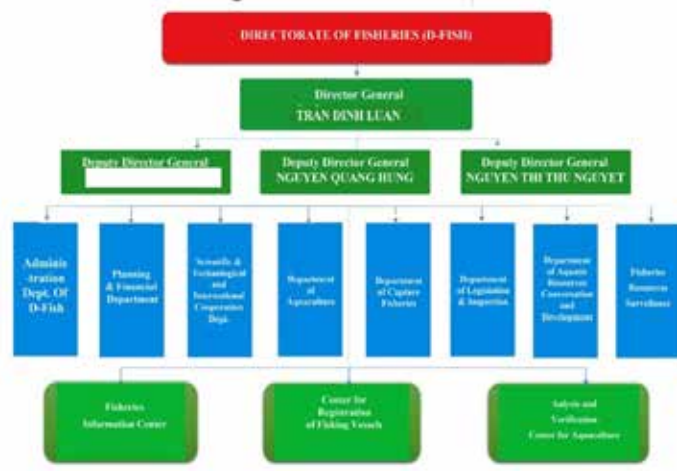 DIRECTORATE OF FISHERIES (D-FISH)
Director General
TRAN DINH LUAN
Deputy Director General
Deputy Director General
NGUYEN QUANG HUNG
Deputy Director General
NGUYEN THI THU NGUYET
Adminis
-tration
Dept. Of
D-Fish
Planning
& Financial
Department
Scientific &
Technological
and
International
Cooperation
Dept.
Department
of
Aquaculture
Department
of Capture
Fisheries
Department
of Legislation
& Inspection
Department
of Aquatic
Resources
Conservation
and
Development
Fisheries
Resources
Surveillance
Fisheries
Information Center
Center for
Registration
of Fishing Vessels
and
Verification
Center for Aquaculture